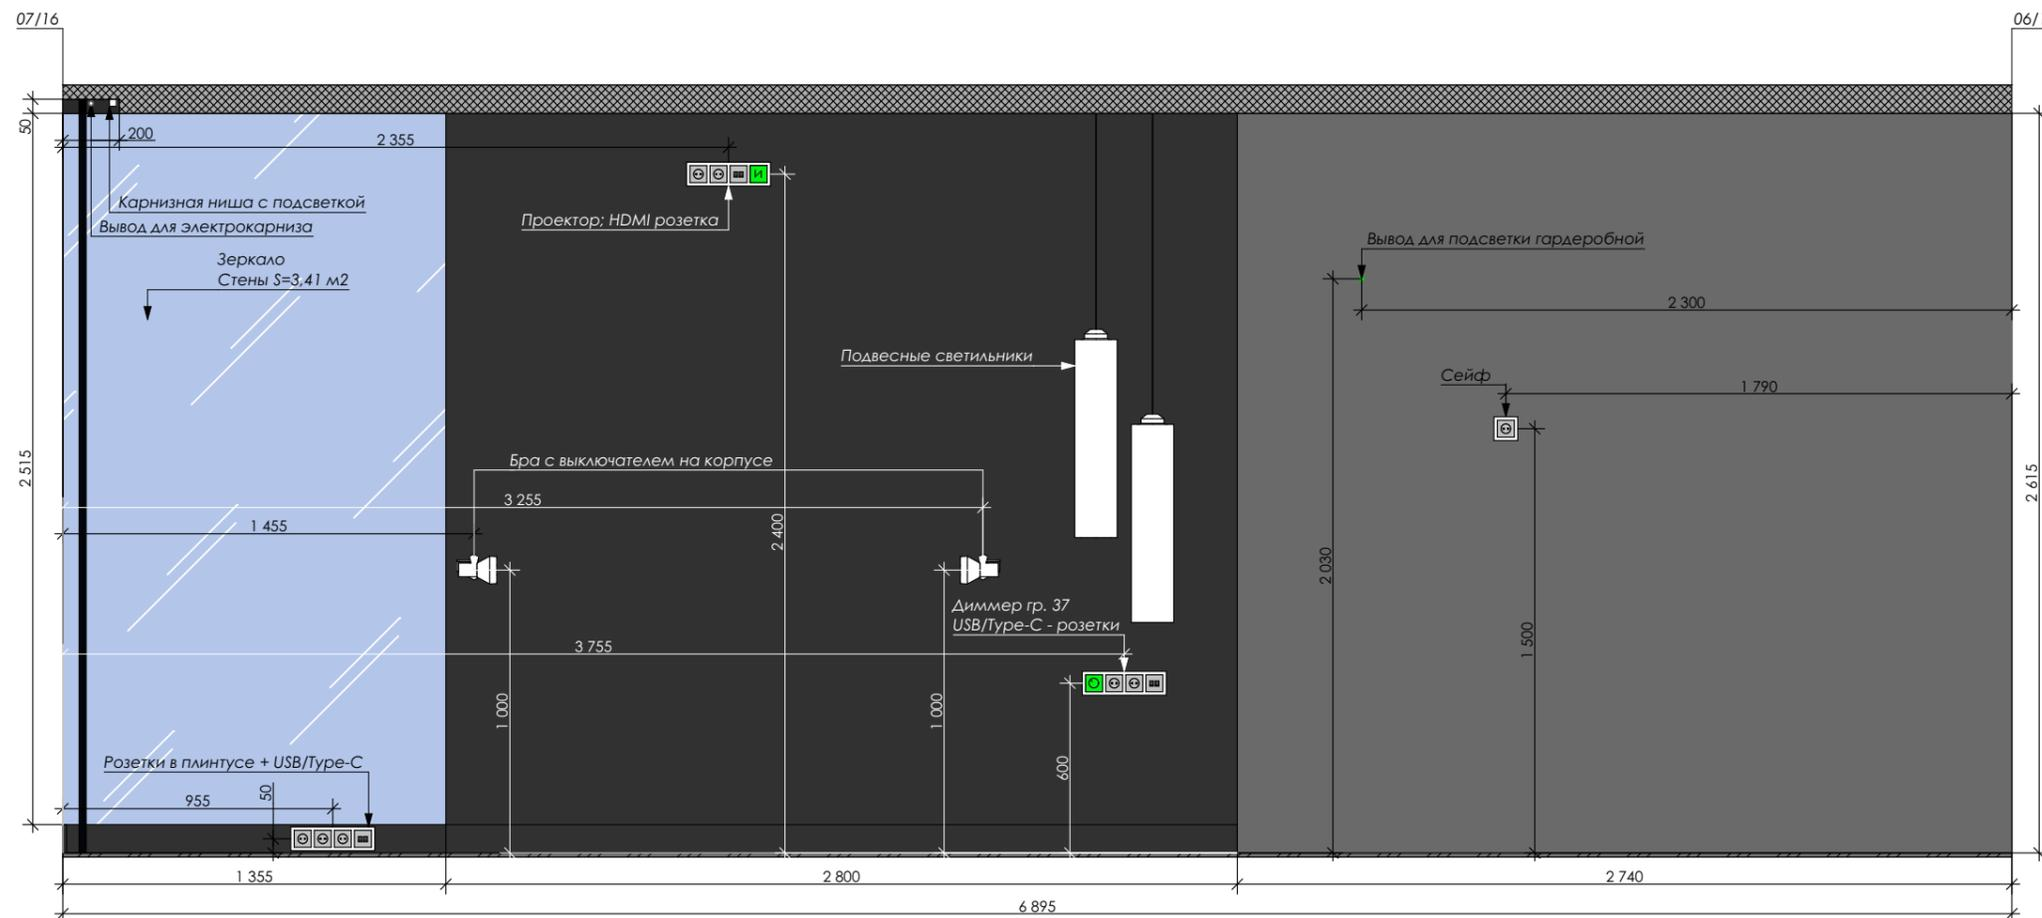 07/16
06/
50
200
2 355
Карнизная ниша с подсветкой
Вывод для электрокарниза
Проектор; HDMI розетка
Вывод для подсветки гардеробной
Зеркало
Стены S=3,41 м2
2 300
Подвесные светильники
Сейф
1 790
Бра с выключателем на корпусе
2 515
2 615
3 255
1 455
2 400
2 030
Диммер гр. 37
USB/Type-C - розетки
3 755
1 500
1 000
1 000
600
Розетки в плинтусе + USB/Type-C
955
50
1 355
2 800
2 740
6 895